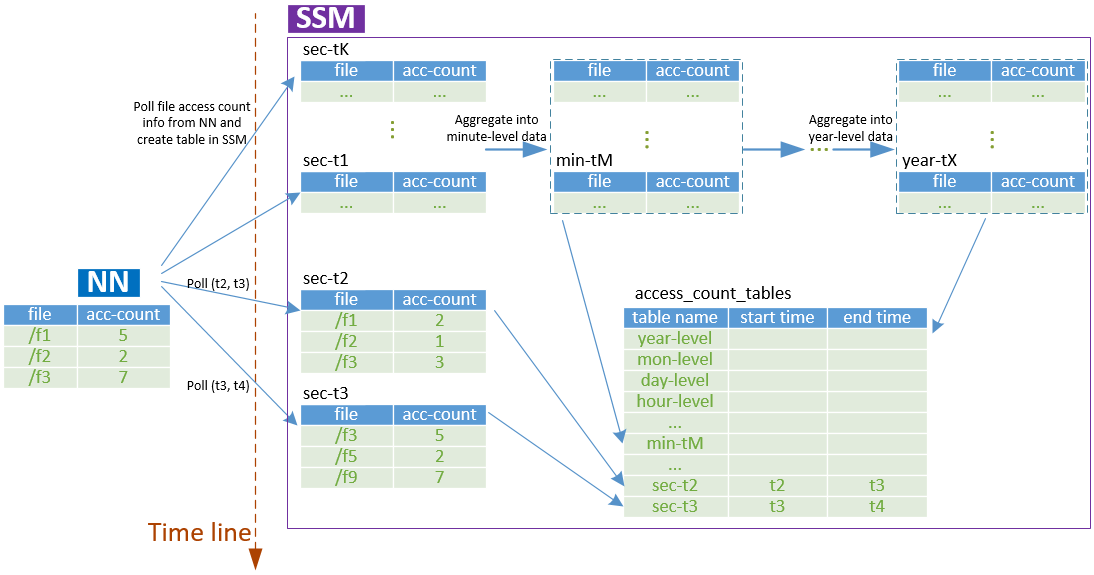 SSM
sec-tK
file acc-count
... ...
Poll file access count
info from NN and
create table in SSM
sec-t1
file acc-count
... ...
Aggregate into
minute-level data
file acc-count
... ...
min-tM
file acc-count
... ...
...
Aggregate into
year-level data
file acc-count
... ...
year-tX
file acc-count
... ...
NN
file acc-count
/f1 5
/f2 2
/f3 7
Poll (t2, t3)
Poll (t3, t4)
sec-t2
file acc-count
/f1 2
/f2 1
/f3 3
sec-t3
file acc-count
/f3 5
/f5 2
/f9 7
access_count_tables
table name start time end time
year-level
mon-level
day-level
hour-level
...
min-tM
...
sec-t2 t2 t3
sec-t3 t3 t4
Time line